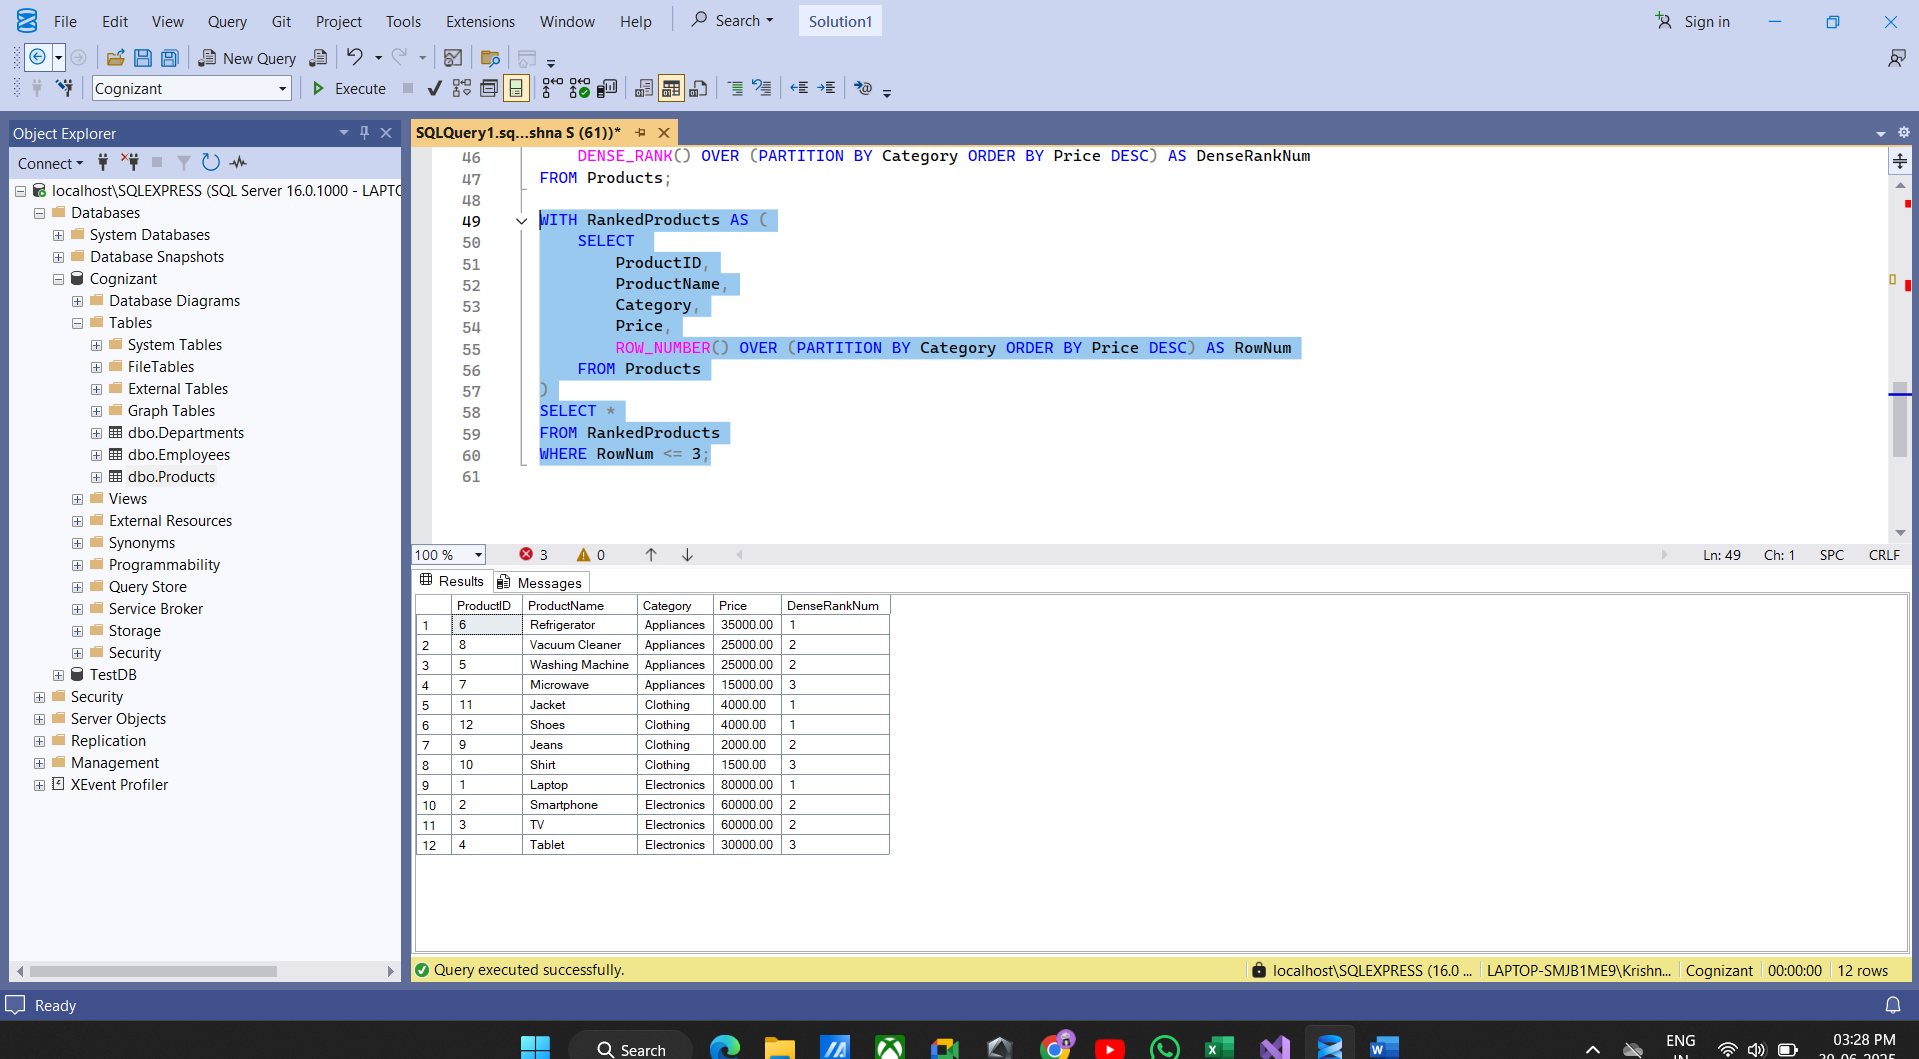 File Edit View Query Git Project Tools Extensions Window Help Search Solution1 Sign in
New Query
Cognizant Execute
Object Explorer
Connect
localhost\SQLEXPRESS (SQL Server 16.0.1000 - LAPTO
Databases
System Databases
Database Snapshots
Cognizant
Database Diagrams
Tables
System Tables
FileTables
External Tables
Graph Tables
dbo.Departments
dbo.Employees
dbo.Products
Views
External Resources
Synonyms
Programmability
Query Store
Service Broker
Storage
Security
TestDB
Security
Server Objects
Replication
Management
XEvent Profiler
SQLQuery1.sq...shna S (61))*
46 DENSE_RANK() OVER (PARTITION BY Category ORDER BY Price DESC) AS DenseRankNum
47 FROM Products;
48
49 WITH RankedProducts AS (
50 SELECT
51 ProductID,
52 ProductName,
53 Category,
54 Price,
55 ROW_NUMBER() OVER (PARTITION BY Category ORDER BY Price DESC) AS RowNum
56 FROM Products
57 )
58 SELECT *
59 FROM RankedProducts
60 WHERE RowNum <= 3;
61
100 % 3 0 Ln: 49 Ch: 1 SPC CRLF
Results Messages
ProductID ProductName Category Price DenseRankNum
1 6 Refrigerator Appliances 35000.00 1
2 8 Vacuum Cleaner Appliances 25000.00 2
3 5 Washing Machine Appliances 25000.00 2
4 7 Microwave Appliances 15000.00 3
5 11 Jacket Clothing 4000.00 1
6 12 Shoes Clothing 4000.00 1
7 9 Jeans Clothing 2000.00 2
8 10 Shirt Clothing 1500.00 3
9 1 Laptop Electronics 80000.00 1
10 2 Smartphone Electronics 60000.00 2
11 3 TV Electronics 60000.00 2
12 4 Tablet Electronics 30000.00 3
Query executed successfully. localhost\SQLEXPRESS (16.0 ... LAPTOP-SMJB1ME9\Krishn... Cognizant 00:00:00 12 rows
Ready
Search ENG 03:28 PM